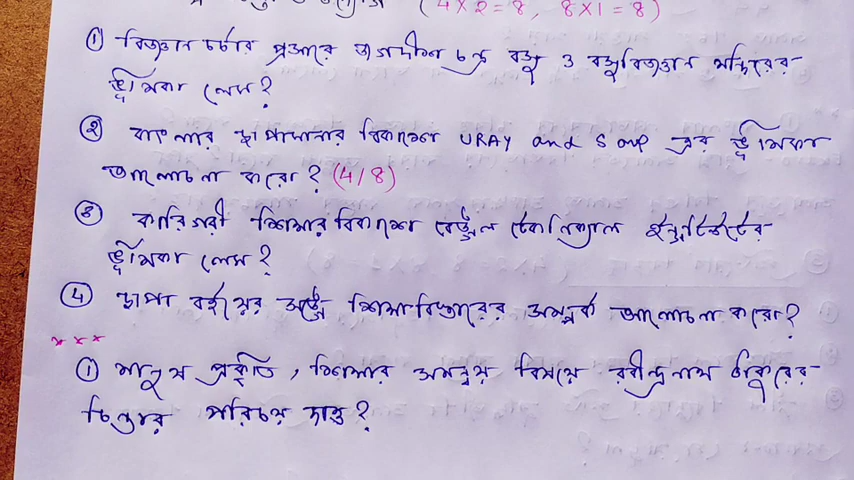 (4×2=8, 8×1=8)
① বিজ্ঞান চর্চার প্রসারে জগদীশ চন্দ্র বসু ও বসুবিজ্ঞান মন্দিরের
ভূমিকা লেখ?
② বাংলার ছাপাখানার বিকাশে URAY and Son এর ভূমিকা
আলোচনা করো? (4/8)
③ কারিগরী শিক্ষার বিকাশে বেঙ্গল টেকনিক্যাল ইন্সটিটিউটের
ভূমিকা লেখ?
④ ছাপা বইয়ের সঙ্গে শিক্ষাবিস্তারের সম্পর্ক আলোচনা করো?
×××
① মানুষ প্রকৃতি, শিক্ষার সমন্বয় বিষয়ে রবীন্দ্রনাথ ঠাকুরের
চিন্তার পরিচয় দাও?